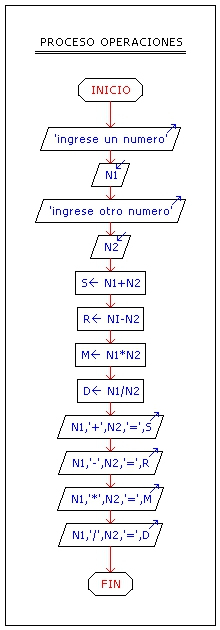 PROCESO OPERACIONES
INICIO
'ingrese un numero'
N1
'ingrese otro numero'
N2
S← N1+N2
R← NI-N2
M← N1*N2
D← N1/N2
N1,'+',N2,'=',S
N1,'-',N2,'=',R
N1,'*',N2,'=',M
N1,'/',N2,'=',D
FIN